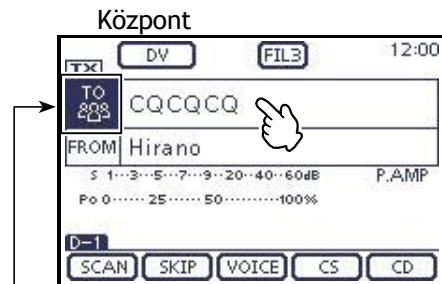 Központ
TX DV FIL3 12:00
TO CQCQCQ
FROM Hirano
S 1··3··5··7··9··20··40··60dB P.AMP
Po 0······25······50··········100%
D-1
SCAN SKIP VOICE CS CD